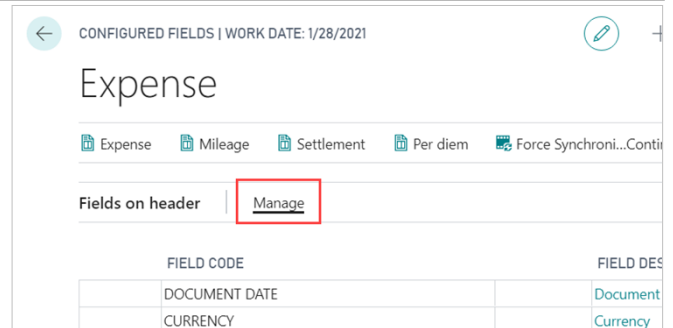 CONFIGURED FIELDS | WORK DATE: 1/28/2021
Expense
Expense Mileage Settlement Per diem Force Synchroni...Conti
Fields on header Manage
FIELD CODE FIELD DES
DOCUMENT DATE Document
CURRENCY Currency